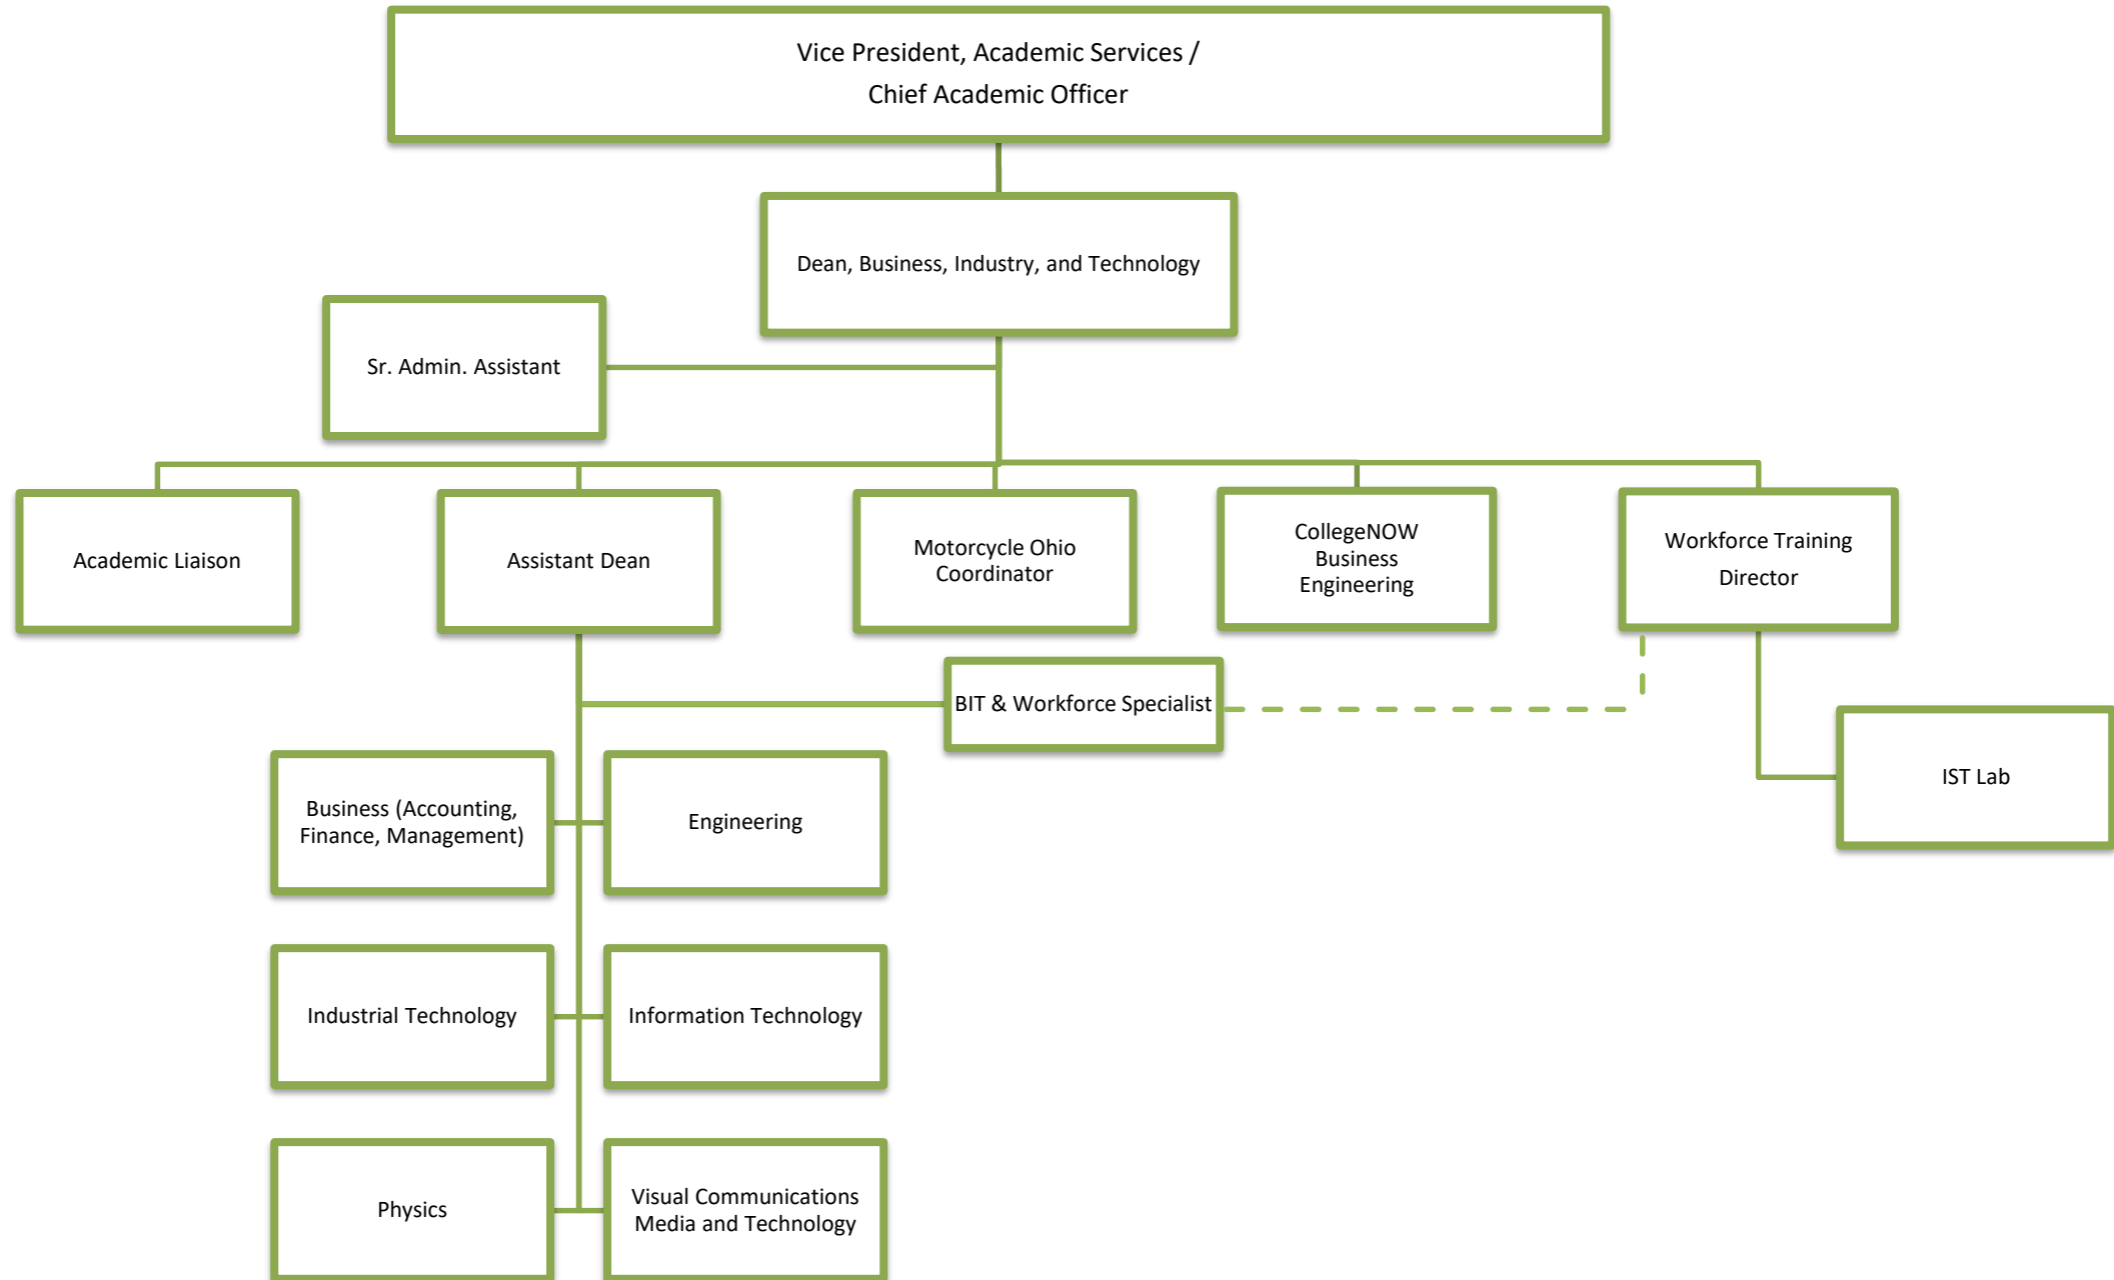 Vice President, Academic Services /
Chief Academic Officer
Dean, Business, Industry, and Technology
Sr. Admin. Assistant
Academic Liaison
Assistant Dean
Motorcycle Ohio
Coordinator
CollegeNOW
Business
Engineering
Workforce Training
Director
BIT & Workforce Specialist
IST Lab
Business (Accounting,
Finance, Management)
Engineering
Industrial Technology
Information Technology
Physics
Visual Communications
Media and Technology